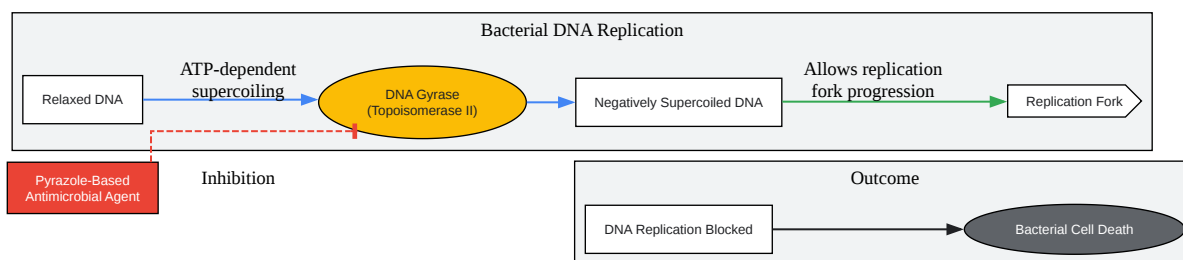 Bacterial DNA Replication
Relaxed DNA
ATP-dependent
supercoiling
DNA Gyrase
(Topoisomerase II)
Negatively Supercoiled DNA
Allows replication
fork progression
Replication Fork
Pyrazole-Based
Antimicrobial Agent
Inhibition
Outcome
DNA Replication Blocked
Bacterial Cell Death